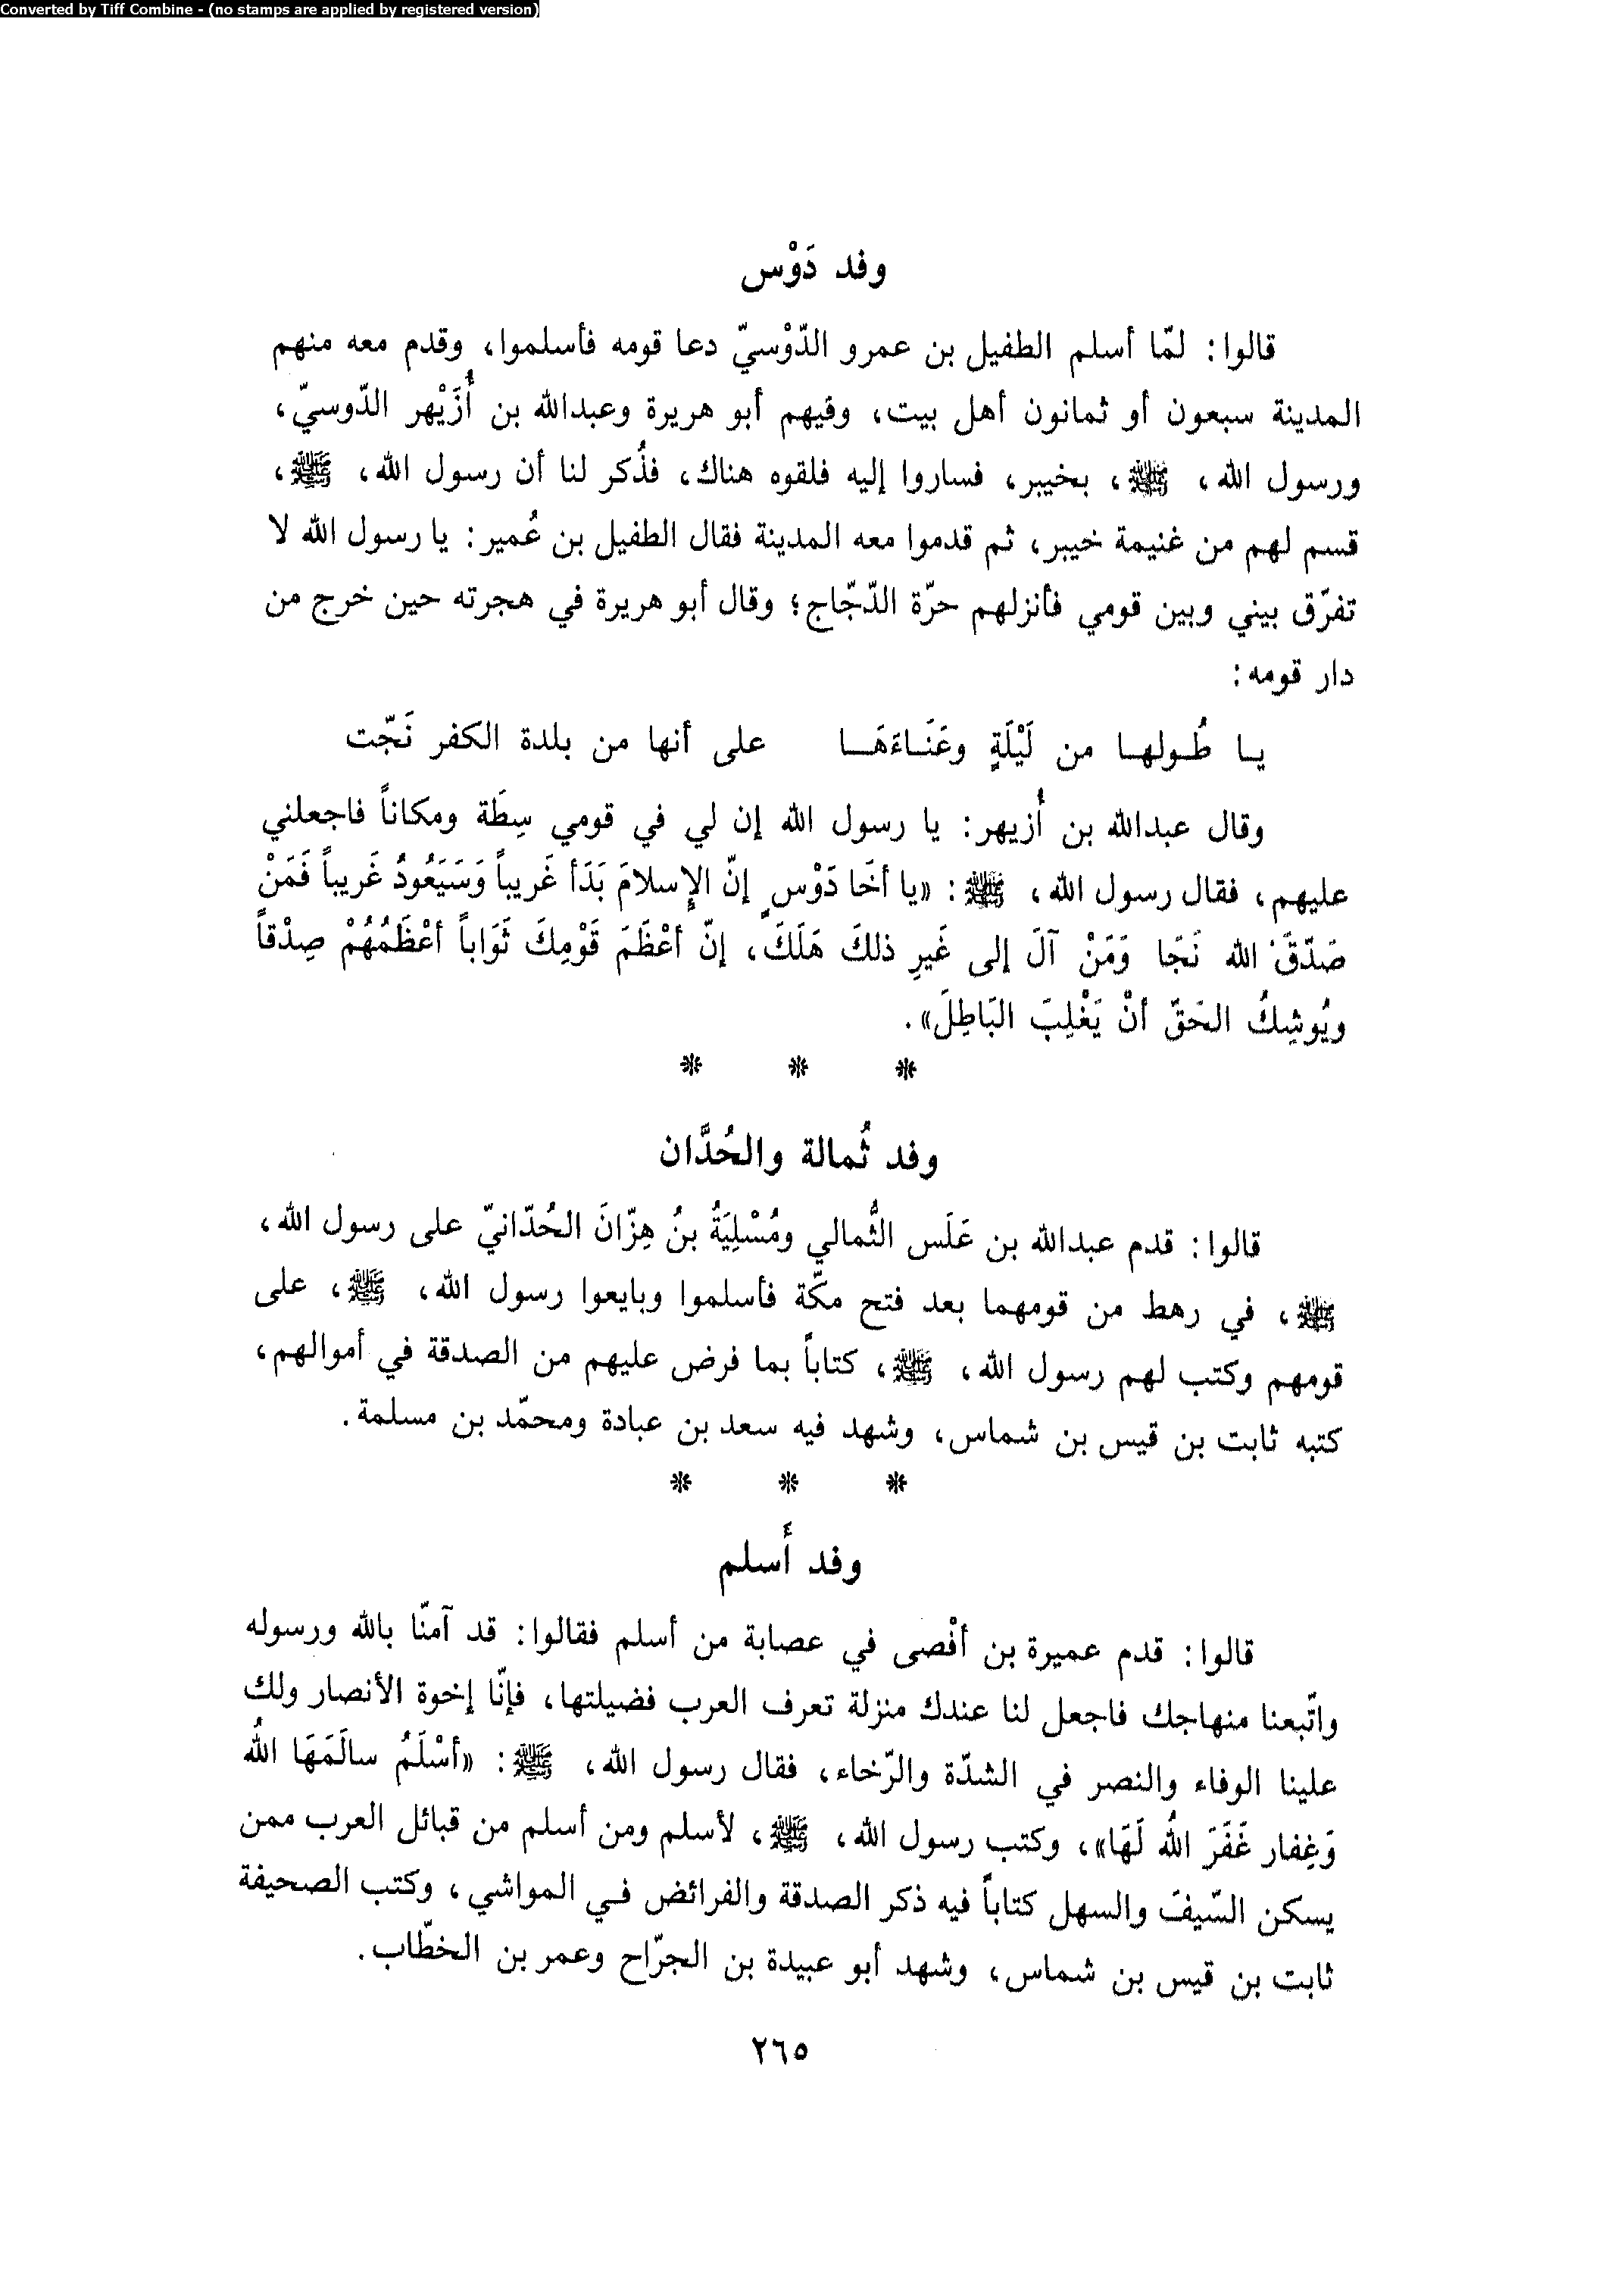 Converted by Tiff Combine - (no stamps are applied by registered version)
وفد دَوْس
قالوا: لمّا أسلم الطفيل بن عمرو الدّوْسيّ دعا قومه فأسلموا، وقدم معه منهم
المدينة سبعون أو ثمانون أهل بيت، وفيهم أبو هريرة وعبدالله بن أُزَيْهر الدّوسيّ،
ورسول الله، ﷺ، بخيبر، فساروا إليه فلقوه هناك، فذُكر لنا أن رسول الله، ﷺ،
قسم لهم من غنيمة خيبر، ثم قدموا معه المدينة فقال الطفيل بن عُمير: يا رسول الله لا
تفرّق بيني وبين قومي فأنزلهم حرّة الدّجّاج؛ وقال أبو هريرة في هجرته حين خرج من
دار قومه:
يا طُولها من لَيْلَةٍ وعَنَاءَهَا على أنها من بلدة الكفر نَجّت
وقال عبدالله بن أُزيهر: يا رسول الله إن لي في قومي سِطَة ومكاناً فاجعلني
عليهم، فقال رسول الله، ﷺ: «يا أخَا دَوْسٍ إنّ الإسلامَ بَدَأ غَريباً وَسَيَعُودُ غَريباً فَمَنْ
صَدّقَ الله نَجَا وَمَنْ آلَ إلى غَيرِ ذلكَ هَلَكَ، إنّ أعْظَمَ قَوْمِكَ ثَوَاباً أعْظَمُهُمْ صِدْقاً
ويُوشِكُ الحَقّ أنْ يَغْلِبَ البَاطِلَ».
* * *
وفد ثُمالة والحُدَّان
قالوا: قدم عبدالله بن عَلَس الثُّمالي ومُسْلِيَةُ بنُ هِزّانَ الحُدّانيّ على رسول الله،
ﷺ، في رهط من قومهما بعد فتح مكّة فأسلموا وبايعوا رسول الله، ﷺ، على
قومهم وكتب لهم رسول الله، ﷺ، كتاباً بما فرض عليهم من الصدقة في أموالهم،
كتبه ثابت بن قيس بن شماس، وشهد فيه سعد بن عبادة ومحمّد بن مسلمة.
* * *
وفد أَسلم
قالوا: قدم عميرة بن أفْصى في عصابة من أسلم فقالوا: قد آمنّا بالله ورسوله
واتّبعنا منهاجك فاجعل لنا عندك منزلة تعرف العرب فضيلتها، فإنّا إخوة الأنصار ولك
علينا الوفاء والنصر في الشدّة والرّخاء، فقال رسول الله، ﷺ: «أسْلَمُ سالَمَهَا اللهُ
وَغِفار غَفَرَ اللهُ لَهَا»، وكتب رسول الله، ﷺ، لأسلم ومن أسلم من قبائل العرب ممن
يسكن السّيفَ والسهل كتاباً فيه ذكر الصدقة والفرائض في المواشي، وكتب الصحيفة
ثابت بن قيس بن شماس، وشهد أبو عبيدة بن الجرّاح وعمر بن الخطّاب.
٢٦٥